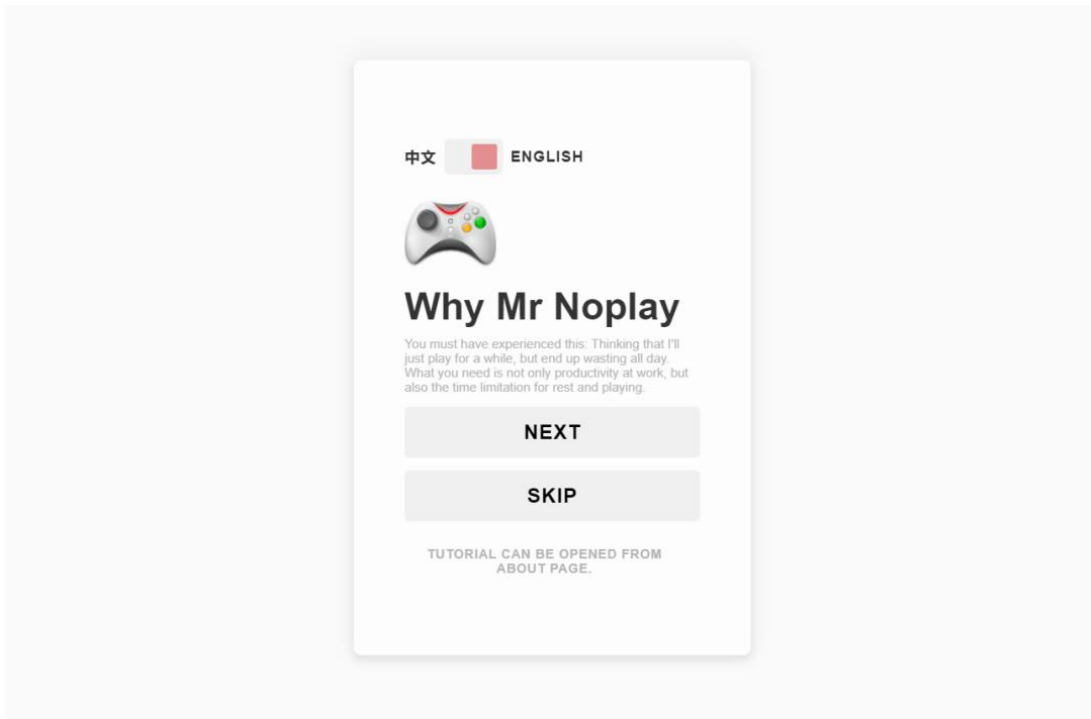 中文 ENGLISH
Why Mr Noplay
You must have experienced this: Thinking that I'll
just play for a while, but end up wasting all day.
What you need is not only productivity at work, but
also the time limitation for rest and playing.
NEXT
SKIP
TUTORIAL CAN BE OPENED FROM
ABOUT PAGE.